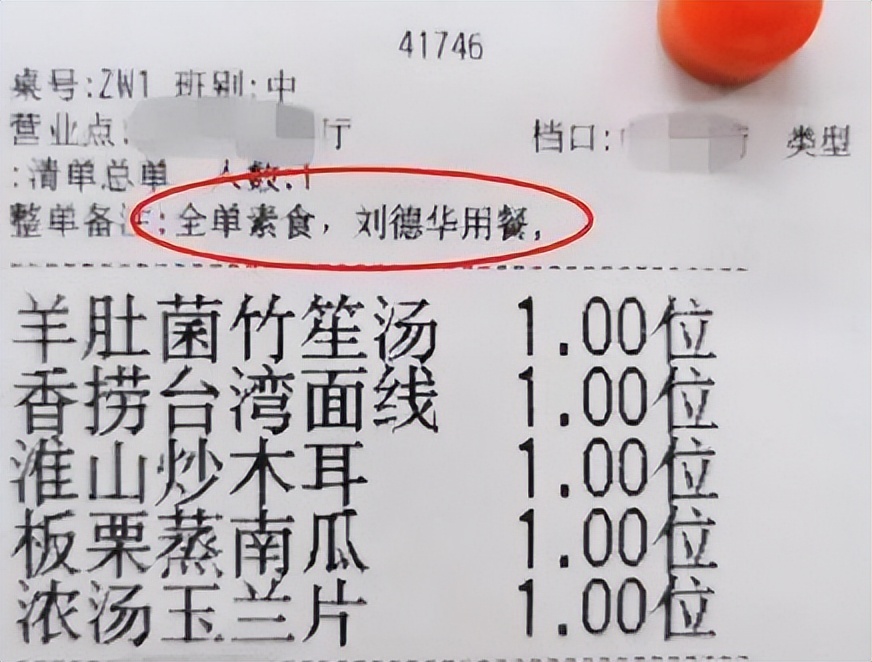 41746
桌号:ZW1 班别:中
营业点: 厅 档口: 类型
:清单总单 人数:1
整单备注:全单素食，刘德华用餐,
羊肚菌竹笙汤 1.00位
香捞台湾面线 1.00位
淮山炒木耳 1.00位
板栗蒸南瓜 1.00位
浓汤玉兰片 1.00位